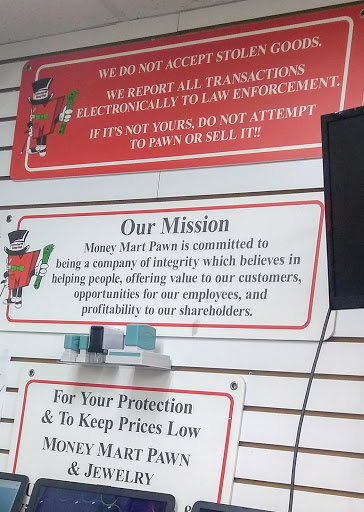 WE DO NOT ACCEPT STOLEN GOODS.
WE REPORT ALL TRANSACTIONS
ELECTRONICALLY TO LAW ENFORCEMENT.
IF IT'S NOT YOURS, DO NOT ATTEMPT
TO PAWN OR SELL IT!!
Our Mission
Money Mart Pawn is committed to
being a company of integrity which believes in
helping people, offering value to our customers,
opportunities for our employees, and
profitability to our shareholders.
For Your Protection
& To Keep Prices Low
MONEY MART PAWN
& JEWELRY